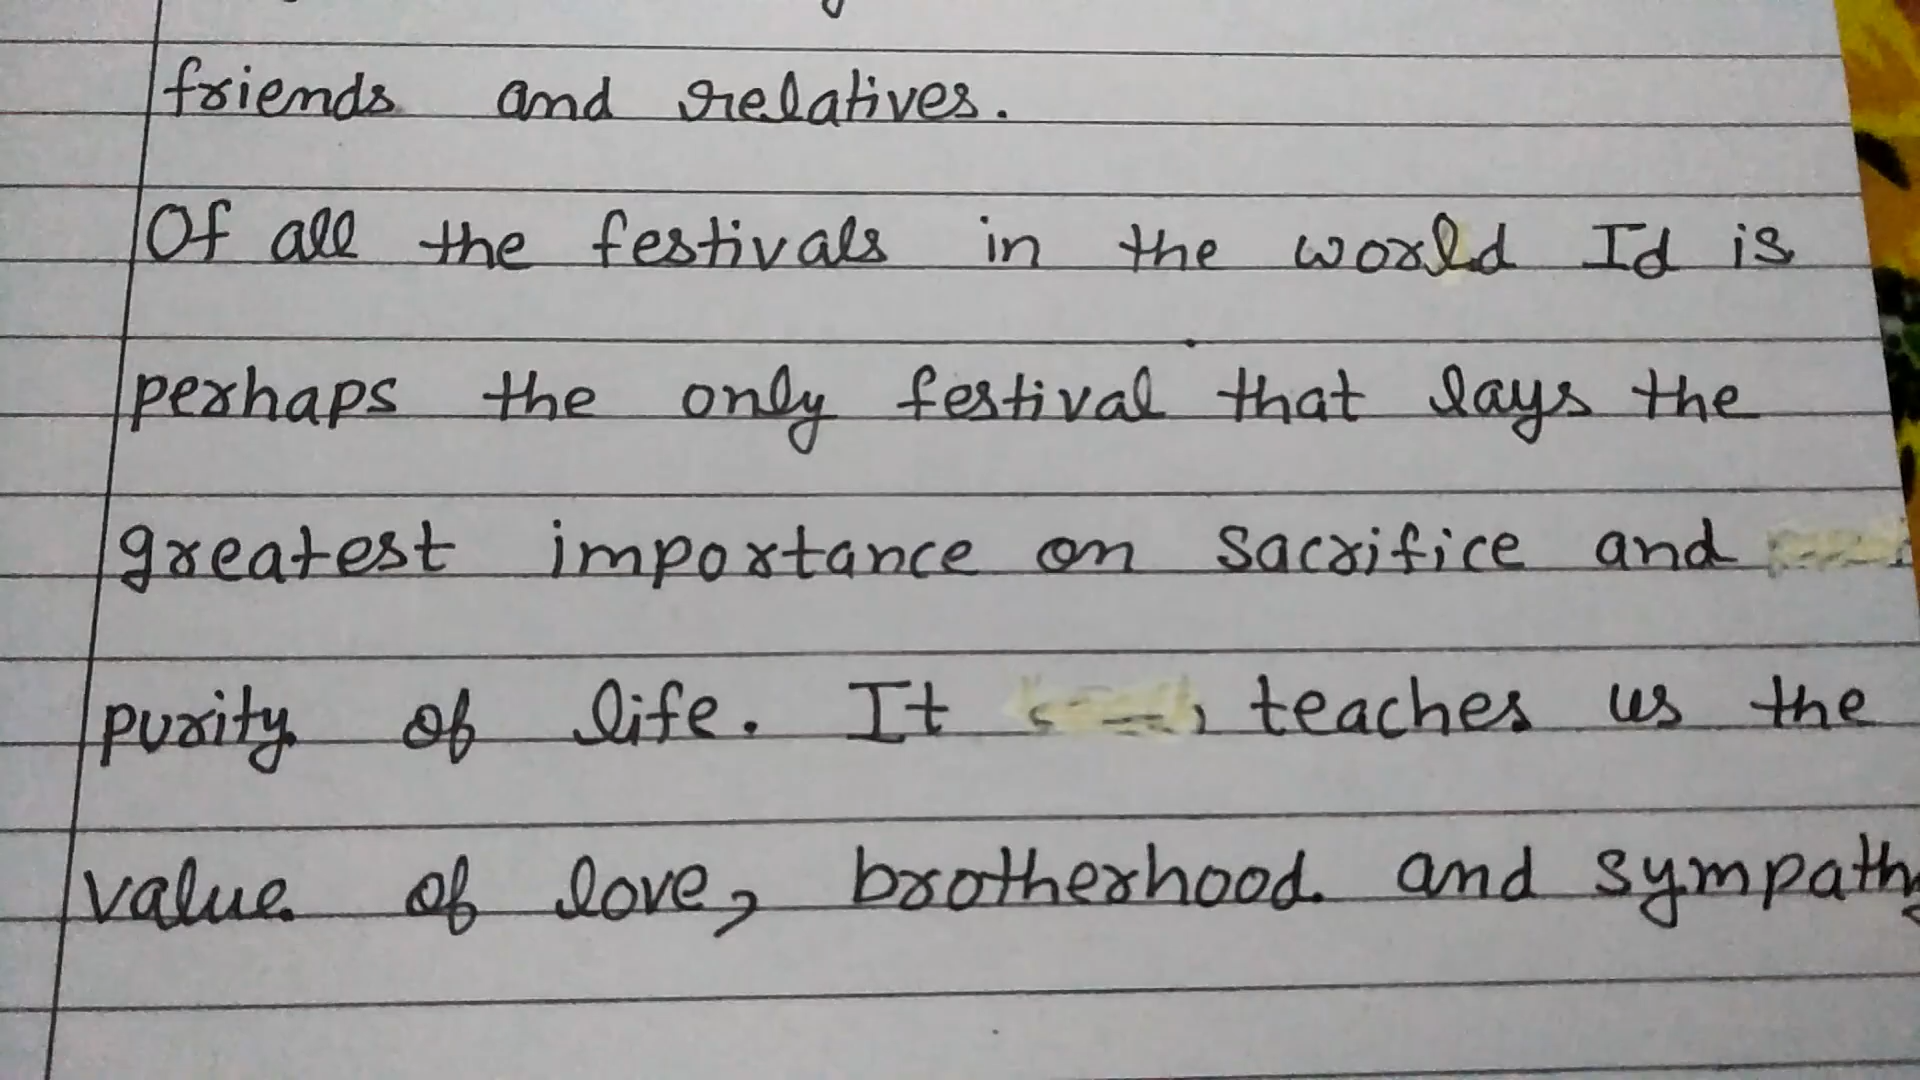 friends and relatives.
Of all the festivals in the world Id is
perhaps the only festival that lays the
greatest importance on sacrifice and
purity of life. It teaches us the
value of love, brotherhood and sympathy